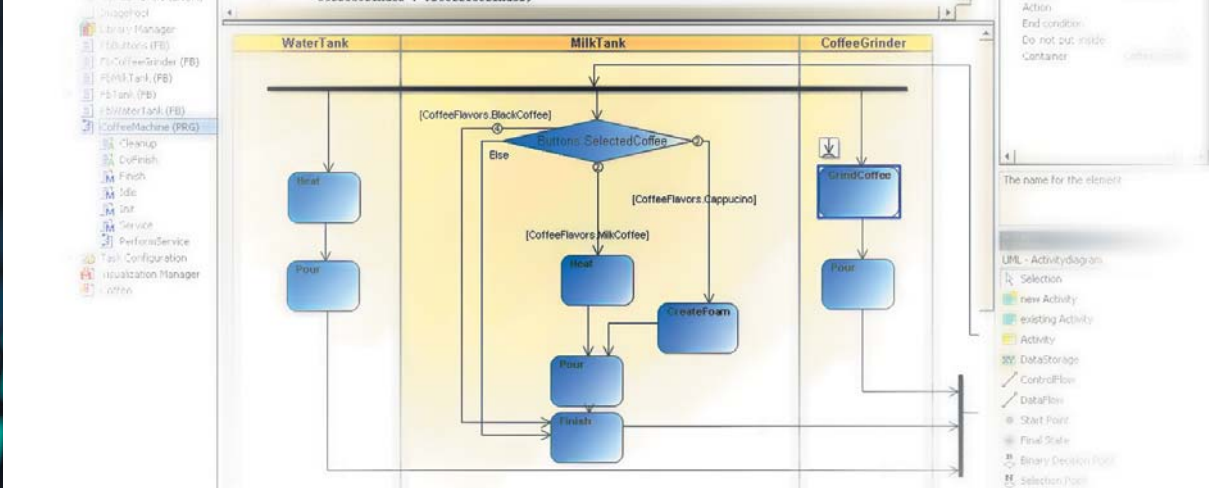 ImagePool
Library Manager
FbButtons (FB)
FbCoffeeGrinder (FB)
FbMilkTank (FB)
FbTank (FB)
FbWaterTank (FB)
CoffeeMachine (PRG)
Cleanup
DoFinish
Finish
Idle
Init
Service
PerformService
Task Configuration
Visualization Manager
WaterTank
MilkTank
CoffeeGrinder
[CoffeeFlavors.BlackCoffee]
4
Buttons.SelectedCoffee
Else
Heat
GrindCoffee
[CoffeeFlavors.Cappucino]
[CoffeeFlavors.MilkCoffee]
Pour
Heat
Pour
CreateFoam
Pour
Finish
Action
End condition
Do not put inside
Container
The name for the element
UML - Activitydiagram
Selection
new Activity
existing Activity
Activity
DataStorage
ControlFlow
DataFlow
Start Point
Final State
Binary Decision Point
Selection Point